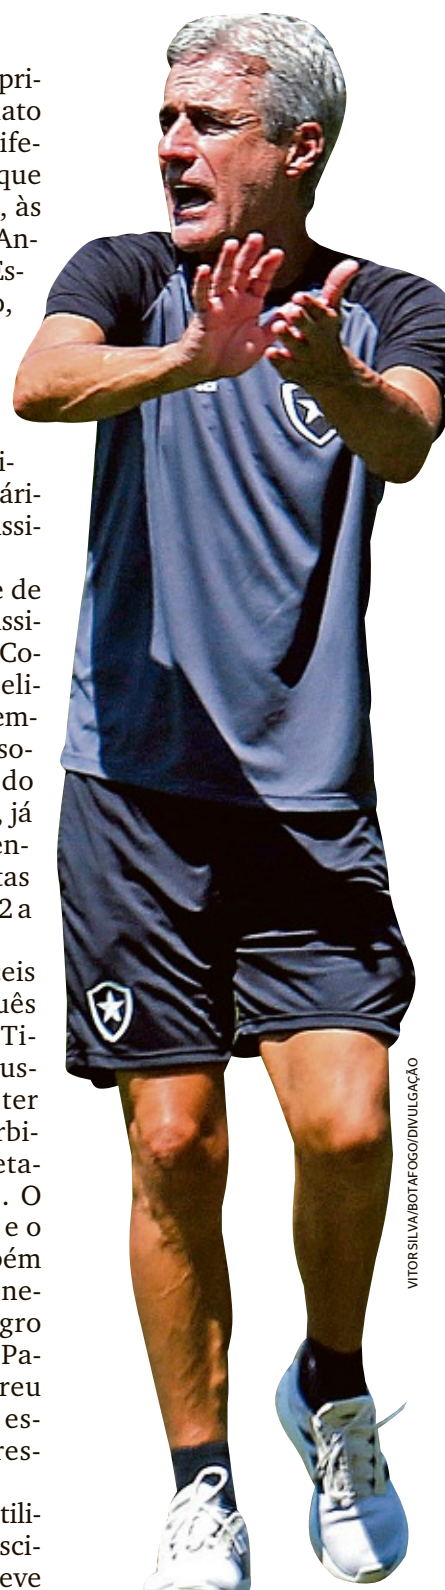 pri-
ato
ife-
que
, às
An-
Es-
o,
i-
ári-
ssi-
e de
ssi-
Co-
eli-
em-
so-
do
, já
en-
tas
2 a
eis
uês
Ti-
us-
ter
rbi-
eta-
. O
e o
bém
ne-
gro
Pa-
reu
es-
res-
tili-
sci-
eve
VITOR SILVA/BOTAFOGO/DIVULGAÇÃO